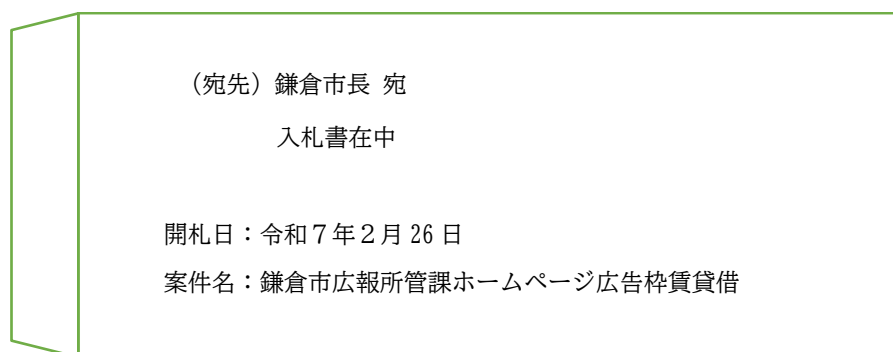 （宛先）鎌倉市長 宛
入札書在中
開札日：令和７年２月 26 日
案件名：鎌倉市広報所管課ホームページ広告枠賃貸借